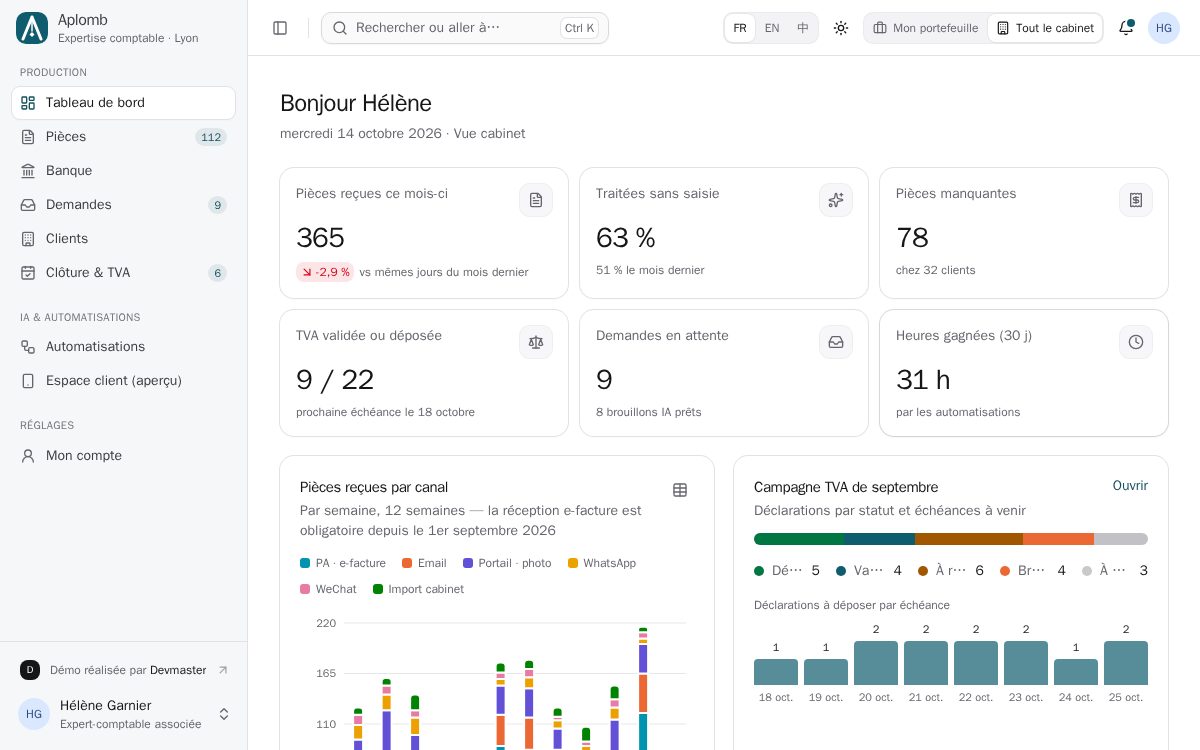 Aplomb
Expertise comptable · Lyon
PRODUCTION
Tableau de bord
Pièces 112
Banque
Demandes 9
Clients
Clôture & TVA 6
IA & AUTOMATISATIONS
Automatisations
Espace client (aperçu)
RÉGLAGES
Mon compte
D Démo réalisée par Devmaster
HG Hélène Garnier
Expert-comptable associée
Rechercher ou aller à··· Ctrl K
FR EN 中
Mon portefeuille Tout le cabinet
HG
Bonjour Hélène
mercredi 14 octobre 2026 · Vue cabinet
Pièces reçues ce mois-ci
365
-2,9 % vs mêmes jours du mois dernier
Traitées sans saisie
63 %
51 % le mois dernier
Pièces manquantes
78
chez 32 clients
TVA validée ou déposée
9 / 22
prochaine échéance le 18 octobre
Demandes en attente
9
8 brouillons IA prêts
Heures gagnées (30 j)
31 h
par les automatisations
Pièces reçues par canal
Par semaine, 12 semaines — la réception e-facture est
obligatoire depuis le 1er septembre 2026
PA · e-facture Email Portail · photo WhatsApp
WeChat Import cabinet
220
165
110
Campagne TVA de septembre Ouvrir
Déclarations par statut et échéances à venir
Dé··· 5 Va··· 4 À r··· 6 Br··· 4 À ··· 3
Déclarations à déposer par échéance
1 1 2 2 2 2 1 2
18 oct. 19 oct. 20 oct. 21 oct. 22 oct. 23 oct. 24 oct. 25 oct.